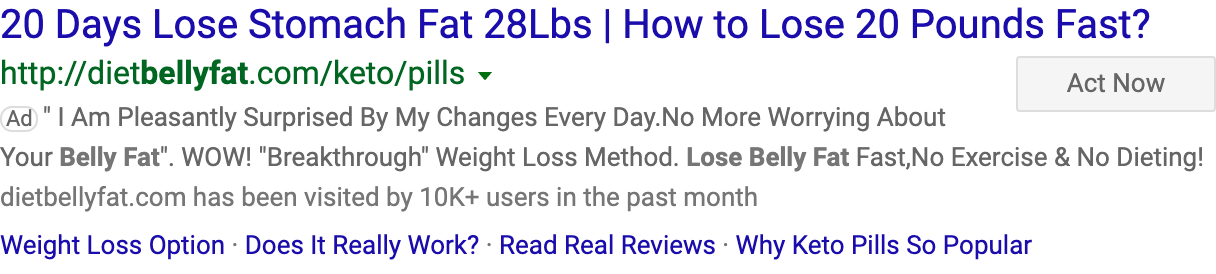 20 Days Lose Stomach Fat 28Lbs | How to Lose 20 Pounds Fast?
http://dietbellyfat.com/keto/pills
Act Now
Ad " I Am Pleasantly Surprised By My Changes Every Day.No More Worrying About
Your Belly Fat". WOW! "Breakthrough" Weight Loss Method. Lose Belly Fat Fast,No Exercise & No Dieting!
dietbellyfat.com has been visited by 10K+ users in the past month
Weight Loss Option · Does It Really Work? · Read Real Reviews · Why Keto Pills So Popular